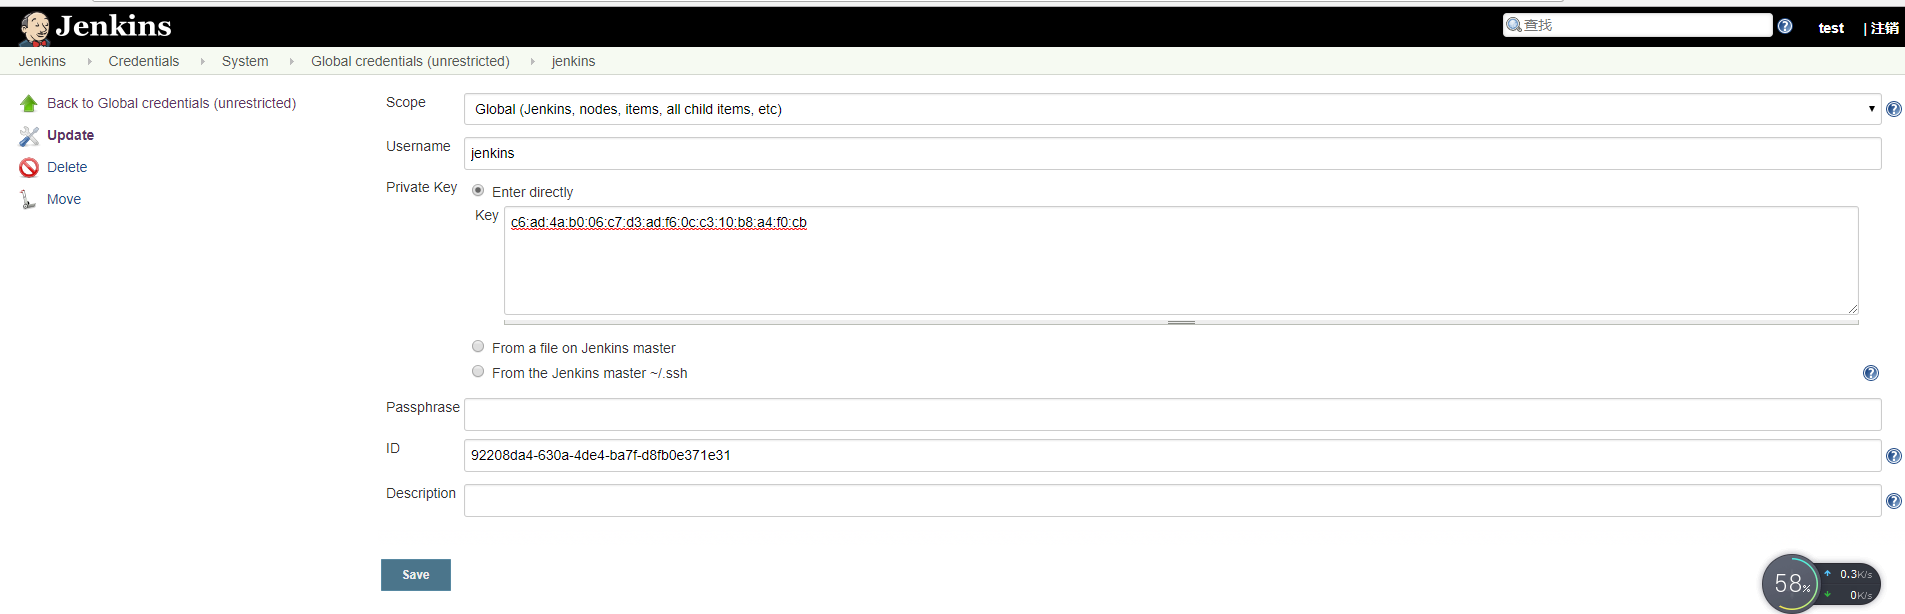 Jenkins
查找
test
| 注销
Jenkins
Credentials
System
Global credentials (unrestricted)
jenkins
Back to Global credentials (unrestricted)
Update
Delete
Move
Scope
Global (Jenkins, nodes, items, all child items, etc)
Username
jenkins
Private Key
Enter directly
Key
c6:ad:4a:b0:06:c7:d3:ad:f6:0c:c3:10:b8:a4:f0:cb
From a file on Jenkins master
From the Jenkins master ~/.ssh
Passphrase
ID
92208da4-630a-4de4-ba7f-d8fb0e371e31
Description
Save
58%
0.3K/s
0K/s